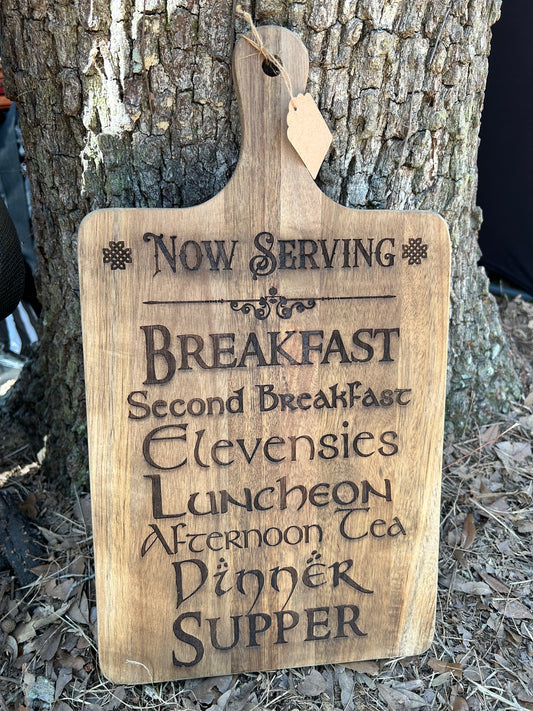 Now Serving
Breakfast
Second Breakfast
Elevensies
Luncheon
Afternoon Tea
Dinner
Supper